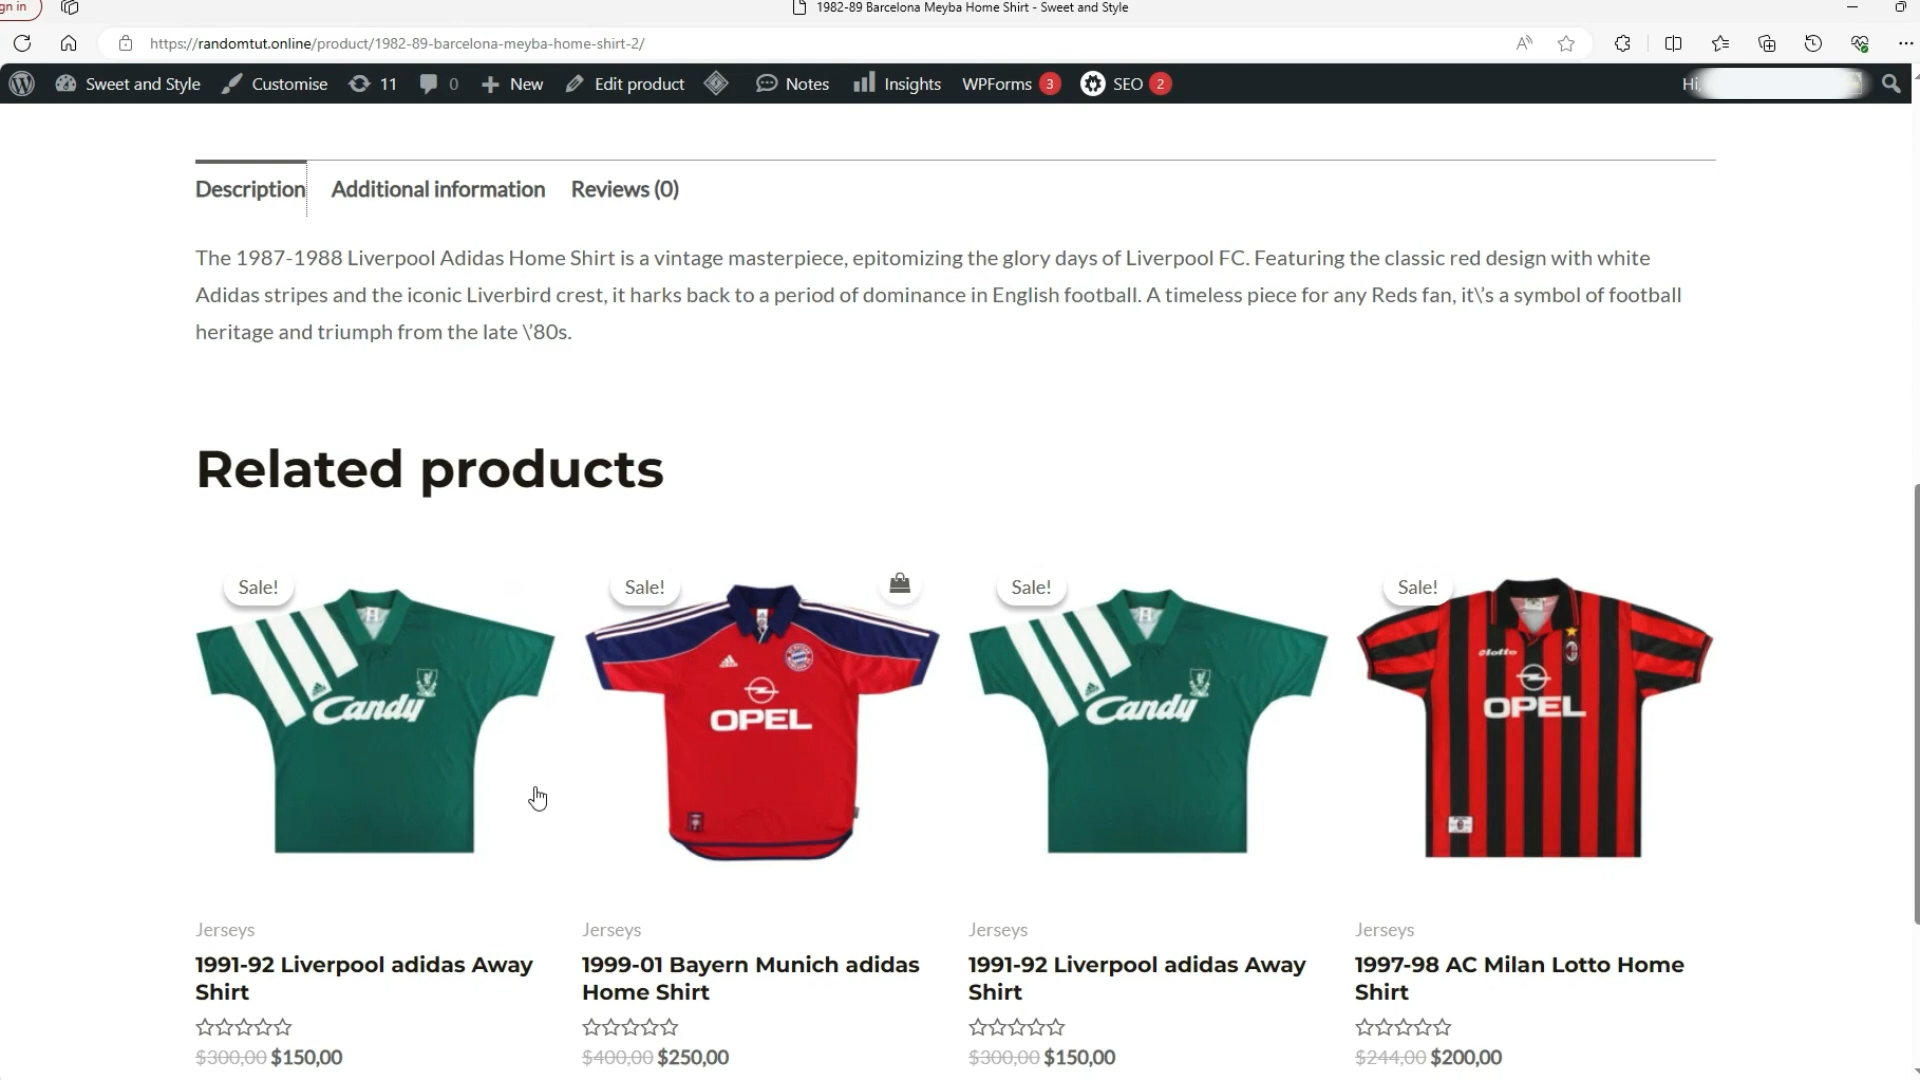 gn in
1982-89 Barcelona Meyba Home Shirt - Sweet and Style
https://randomtut.online/product/1982-89-barcelona-meyba-home-shirt-2/
Sweet and Style Customise 11 0 New Edit product Notes Insights WPForms 3 SEO 2 Hi,
Description Additional information Reviews (0)
The 1987-1988 Liverpool Adidas Home Shirt is a vintage masterpiece, epitomizing the glory days of Liverpool FC. Featuring the classic red design with white
Adidas stripes and the iconic Liverbird crest, it harks back to a period of dominance in English football. A timeless piece for any Reds fan, it\'s a symbol of football
heritage and triumph from the late \'80s.
Related products
Sale! Sale! Sale! Sale!
Candy OPEL Candy lotto OPEL
Jerseys Jerseys Jerseys Jerseys
1991-92 Liverpool adidas Away 1999-01 Bayern Munich adidas 1991-92 Liverpool adidas Away 1997-98 AC Milan Lotto Home
Shirt Home Shirt Shirt Shirt
$300,00 $150,00 $400,00 $250,00 $300,00 $150,00 $244,00 $200,00